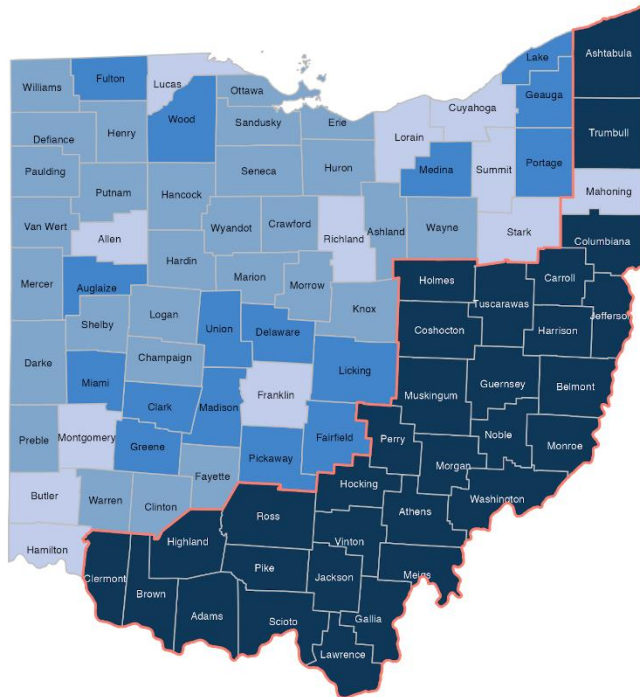 Ashtabula
Lake
Fulton
Lucas
Williams
Geauga
Ottawa
Cuyahoga
Wood
Erie
Sandusky
Henry
Defiance
Lorain
Trumbull
Paulding
Seneca
Huron
Medina
Summit
Portage
Putnam
Hancock
Mahoning
Van Wert
Wyandot
Crawford
Richland
Ashland
Wayne
Stark
Allen
Columbiana
Hardin
Marion
Carroll
Mercer
Auglaize
Morrow
Holmes
Knox
Tuscarawas
Logan
Jefferson
Shelby
Union
Delaware
Coshocton
Harrison
Darke
Champaign
Miami
Licking
Guernsey
Belmont
Franklin
Muskingum
Clark
Madison
Preble
Montgomery
Fairfield
Perry
Noble
Monroe
Greene
Pickaway
Morgan
Fayette
Hocking
Butler
Warren
Clinton
Washington
Ross
Athens
Highland
Vinton
Hamilton
Clermont
Pike
Meigs
Jackson
Brown
Adams
Scioto
Gallia
Lawrence